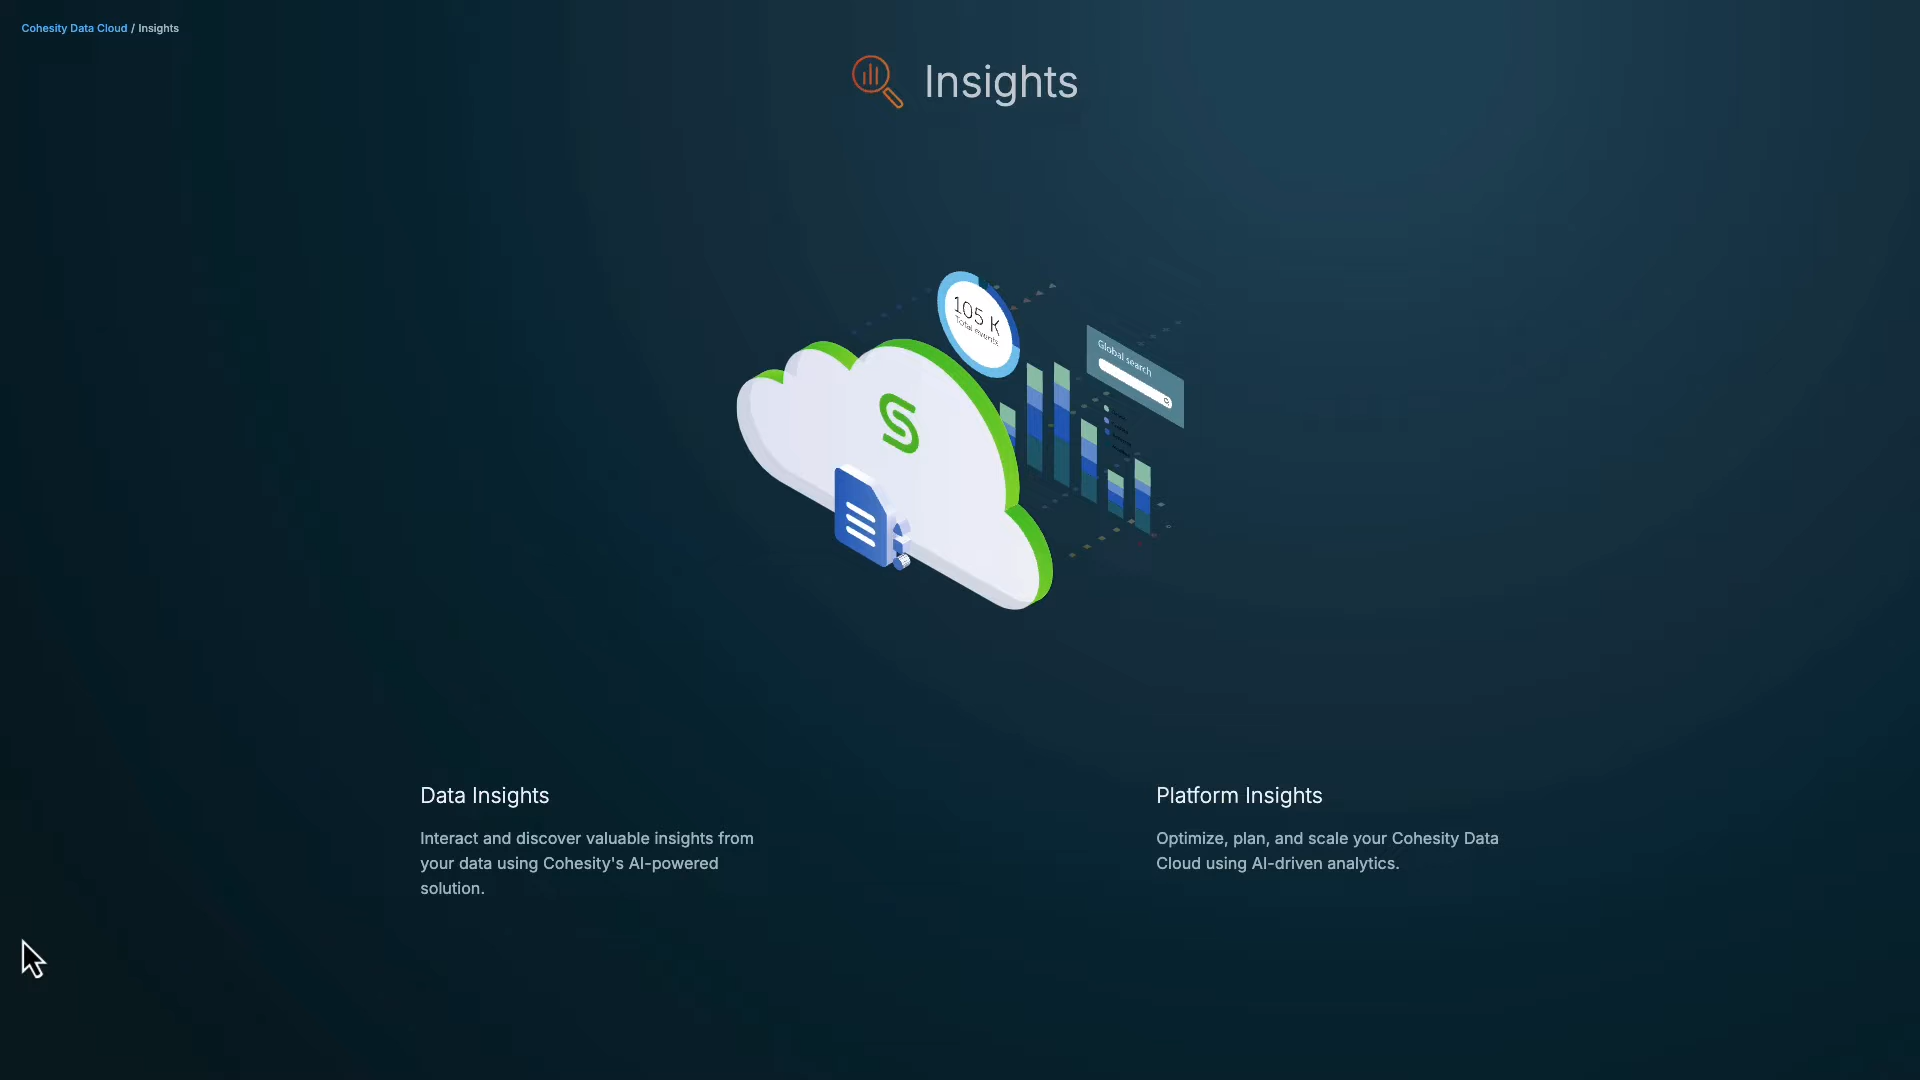 Cohesity Data Cloud / Insights
Insights
105 K
Total events
Global search
Data Insights
Interact and discover valuable insights from
your data using Cohesity's AI-powered
solution.
Platform Insights
Optimize, plan, and scale your Cohesity Data
Cloud using AI-driven analytics.